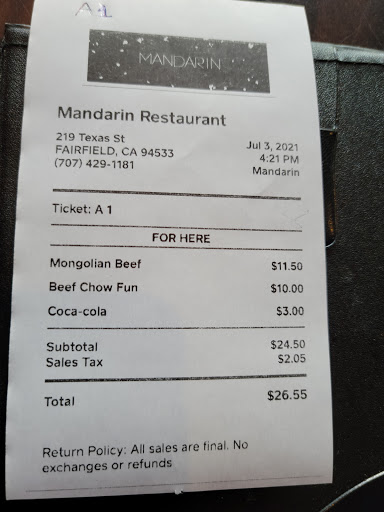 MANDARIN
Mandarin Restaurant
219 Texas St
FAIRFIELD, CA 94533
(707) 429-1181
Jul 3, 2021
4:21 PM
Mandarin
Ticket: A 1
FOR HERE
Mongolian Beef $11.50
Beef Chow Fun $10.00
Coca-cola $3.00
Subtotal $24.50
Sales Tax $2.05
Total $26.55
Return Policy: All sales are final. No
exchanges or refunds